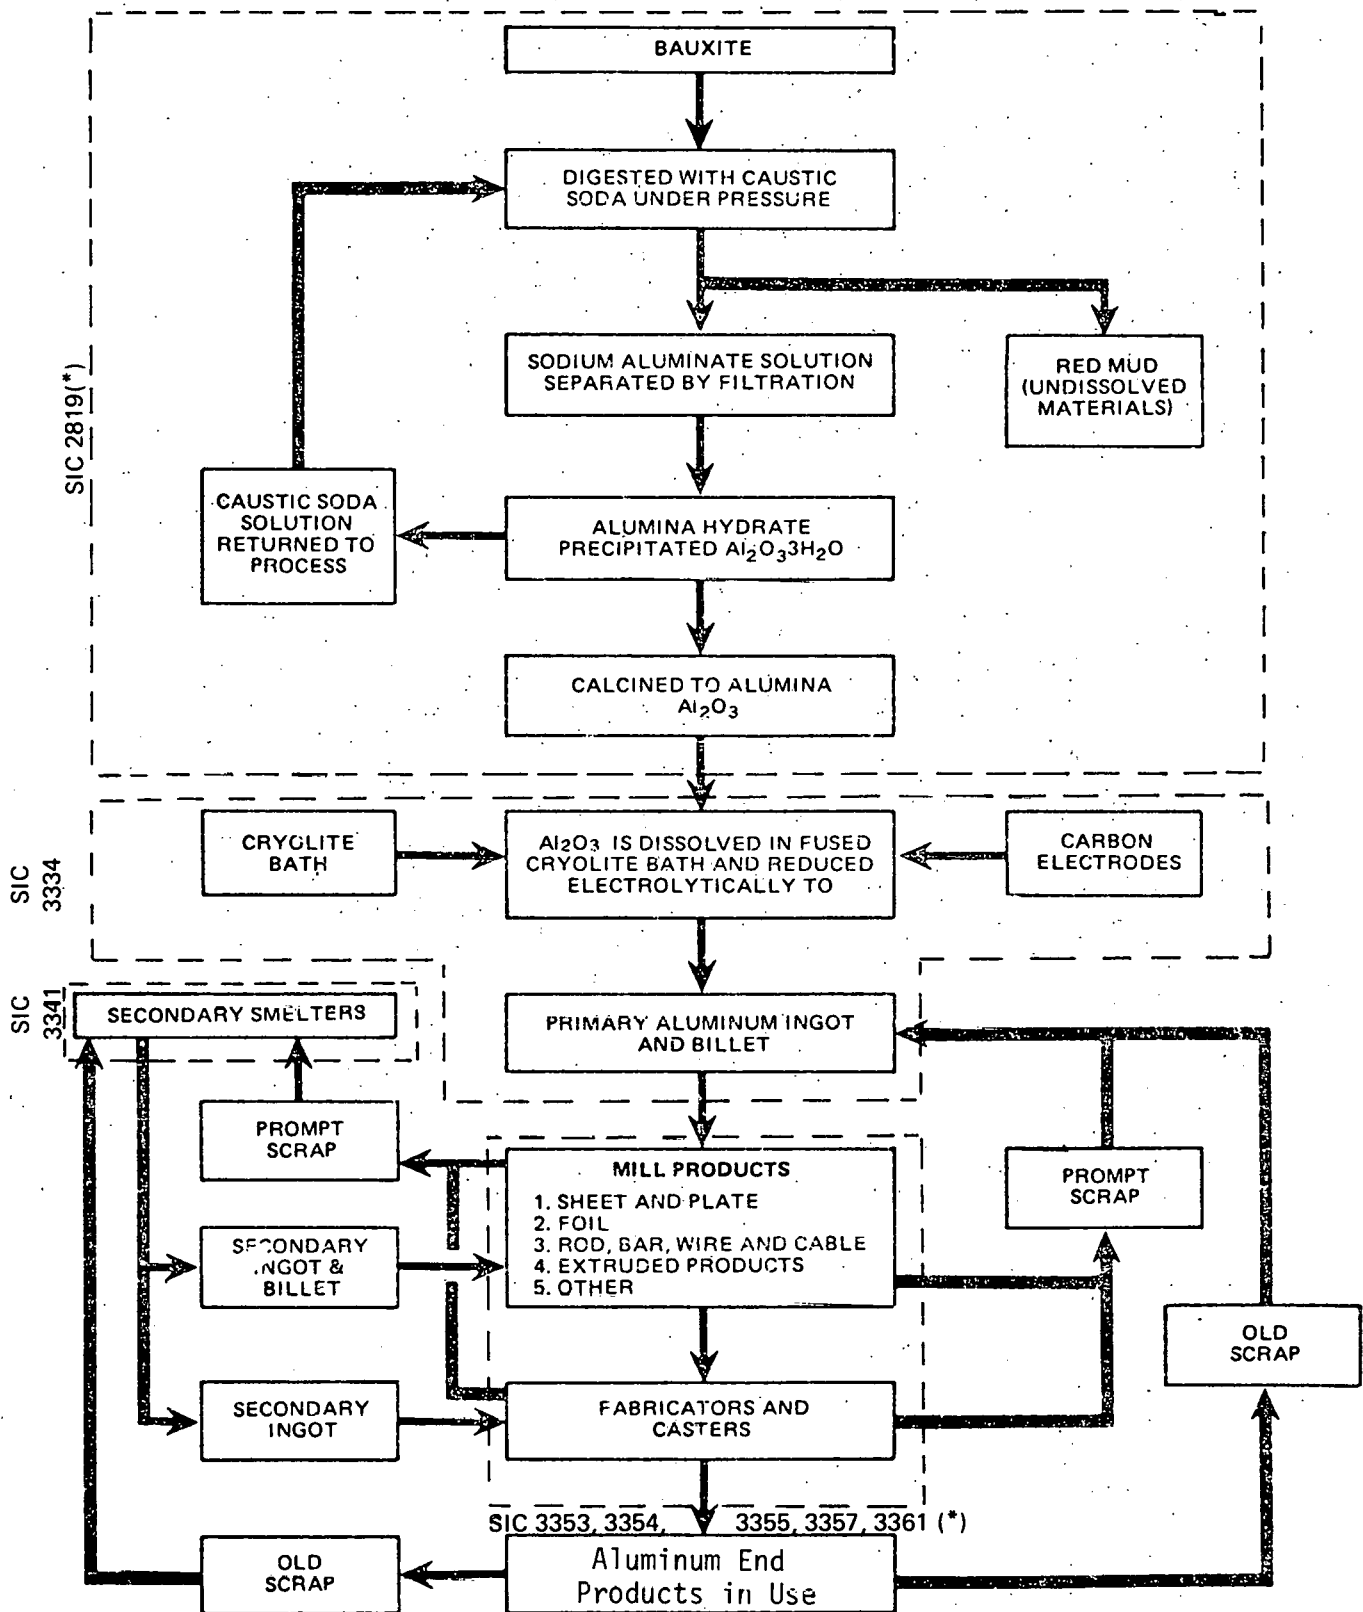 BAUXITE
DIGESTED WITH CAUSTIC
SODA UNDER PRESSURE
SODIUM ALUMINATE SOLUTION
SEPARATED BY FILTRATION
RED MUD
(UNDISSOLVED
MATERIALS)
SIC 2819(*)
CAUSTIC SODA
SOLUTION
RETURNED TO
PROCESS
ALUMINA HYDRATE
PRECIPITATED Al₂O₃3H₂O
CALCINED TO ALUMINA
Al₂O₃
SIC
3334
CRYOLITE
BATH
Al₂O₃ IS DISSOLVED IN FUSED
CRYOLITE BATH AND REDUCED
ELECTROLYTICALLY TO
CARBON
ELECTRODES
SIC
3341
SECONDARY SMELTERS
PRIMARY ALUMINUM INGOT
AND BILLET
PROMPT
SCRAP
MILL PRODUCTS
1. SHEET AND PLATE
2. FOIL
3. ROD, BAR, WIRE AND CABLE
4. EXTRUDED PRODUCTS
5. OTHER
PROMPT
SCRAP
SECONDARY
INGOT &
BILLET
OLD
SCRAP
SECONDARY
INGOT
FABRICATORS AND
CASTERS
SIC 3353, 3354, 3355, 3357, 3361 (*)
OLD
SCRAP
Aluminum End
Products in Use